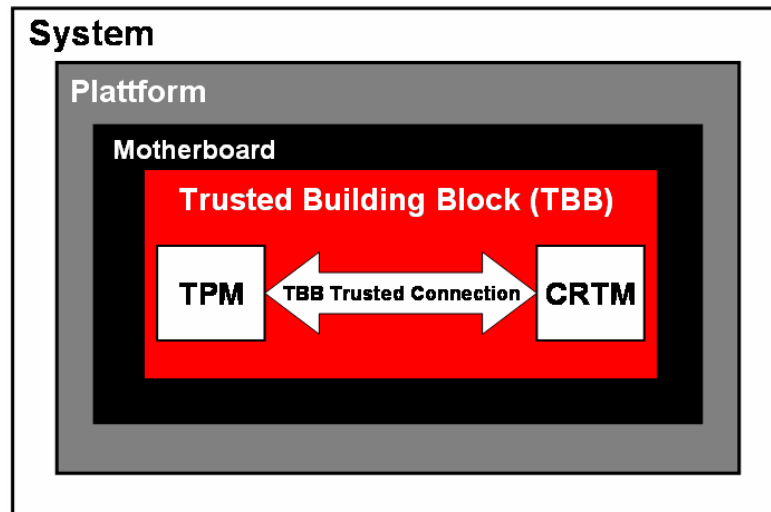 System
Plattform
Motherboard
Trusted Building Block (TBB)
TPM
TBB Trusted Connection
CRTM